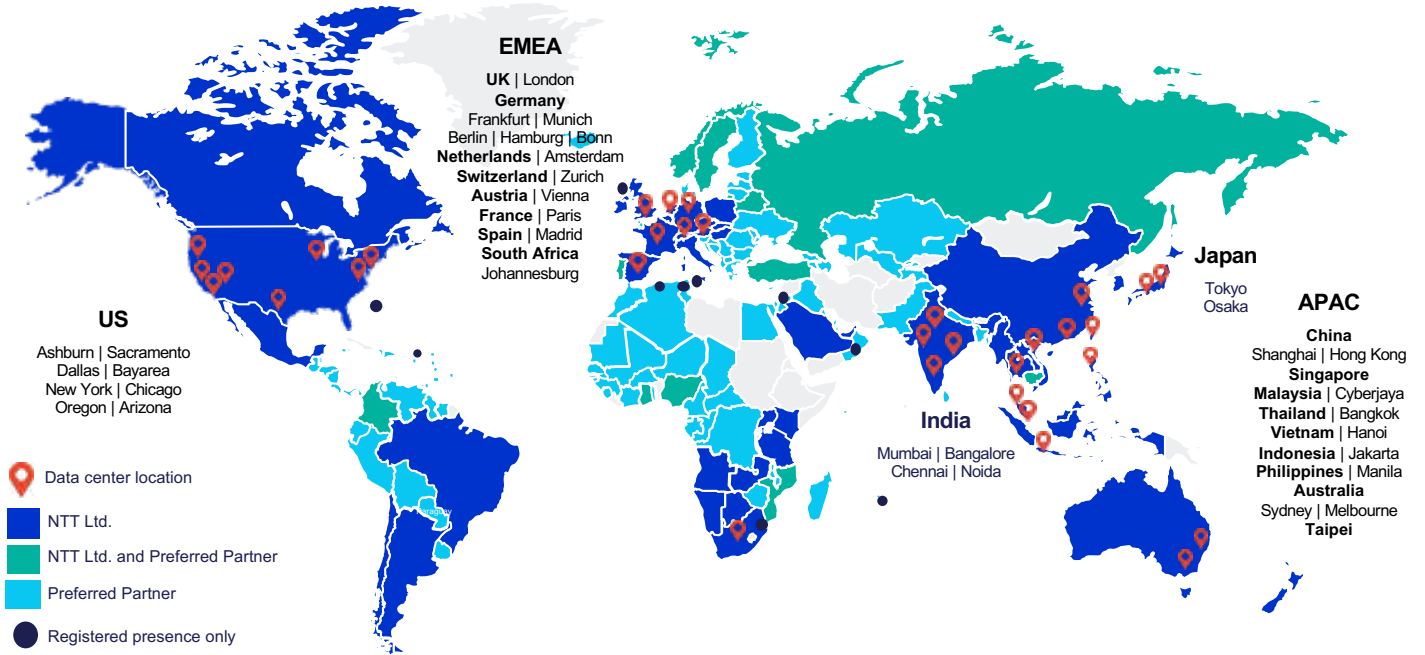 EMEA
UK | London
Germany
Frankfurt | Munich
Berlin | Hamburg | Bonn
Netherlands | Amsterdam
Switzerland | Zurich
Austria | Vienna
France | Paris
Spain | Madrid
South Africa
Johannesburg
US
Ashburn | Sacramento
Dallas | Bayarea
New York | Chicago
Oregon | Arizona
Japan
Tokyo
Osaka
APAC
China
Shanghai | Hong Kong
Singapore
Malaysia | Cyberjaya
Thailand | Bangkok
Vietnam | Hanoi
Indonesia | Jakarta
Philippines | Manila
Australia
Sydney | Melbourne
Taipei
India
Mumbai | Bangalore
Chennai | Noida
Paraguay
Data center location
NTT Ltd.
NTT Ltd. and Preferred Partner
Preferred Partner
Registered presence only